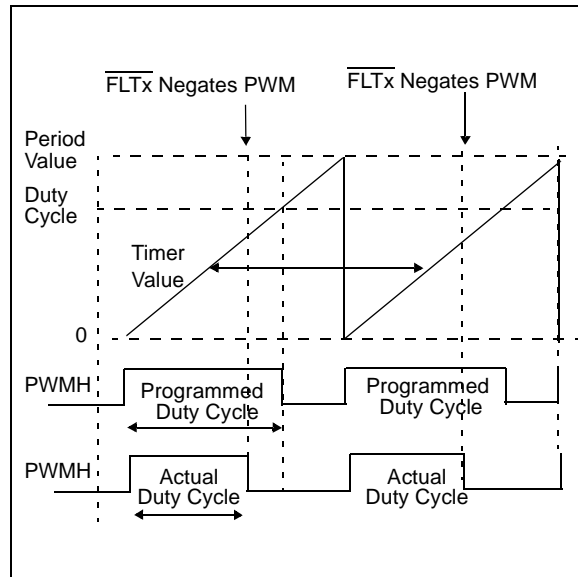 FLTx Negates PWM
FLTx Negates PWM
Period
Value
Duty
Cycle
Timer
Value
0
PWMH
Programmed
Duty Cycle
Programmed
Duty Cycle
PWMH
Actual
Duty Cycle
Actual
Duty Cycle